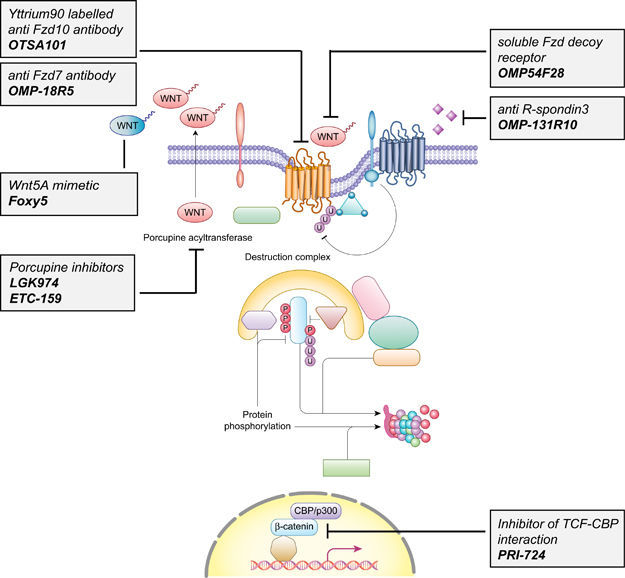 Yttrium90 labelled
anti Fzd10 antibody
OTSA101
anti Fzd7 antibody
OMP-18R5
soluble Fzd decoy
receptor
OMP54F28
anti R-spondin3
OMP-131R10
WNT
WNT
WNT
WNT
WNT
Wnt5A mimetic
Foxy5
WNT
Porcupine acyltransferase
U
U
U
Destruction complex
Porcupine inhibitors
LGK974
ETC-159
P
P
P
P
U
U
U
Protein
phosphorylation
CBP/p300
β-catenin
Inhibitor of TCF-CBP
interaction
PRI-724